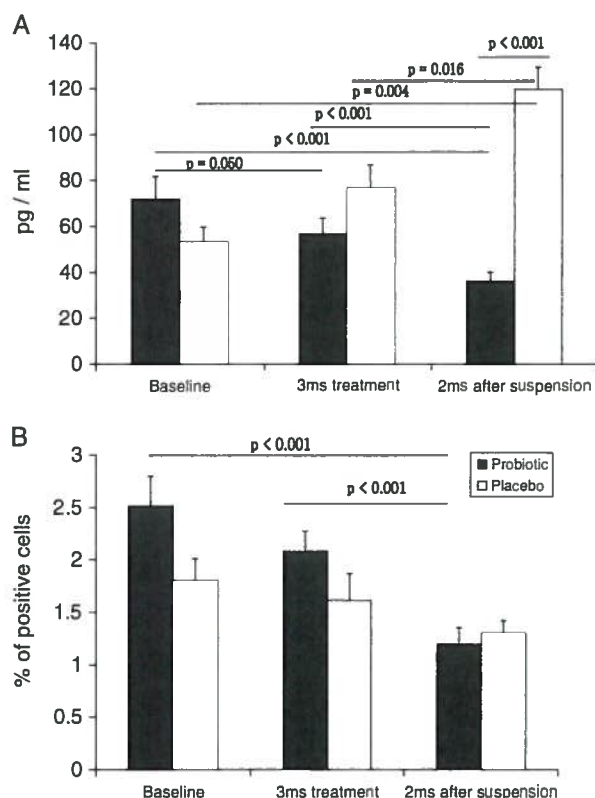 A
140
p < 0.001
p = 0.016
120
p = 0.004
100
p < 0.001
p < 0.001
80
p = 0.050
pg / ml
60
40
20
0
Baseline 3ms treatment 2ms after suspension
B
3
p < 0.001
Probiotic
Placebo
p < 0.001
2.5
2
% of positive cells
1.5
1
0.5
0
Baseline 3ms treatment 2ms after suspension